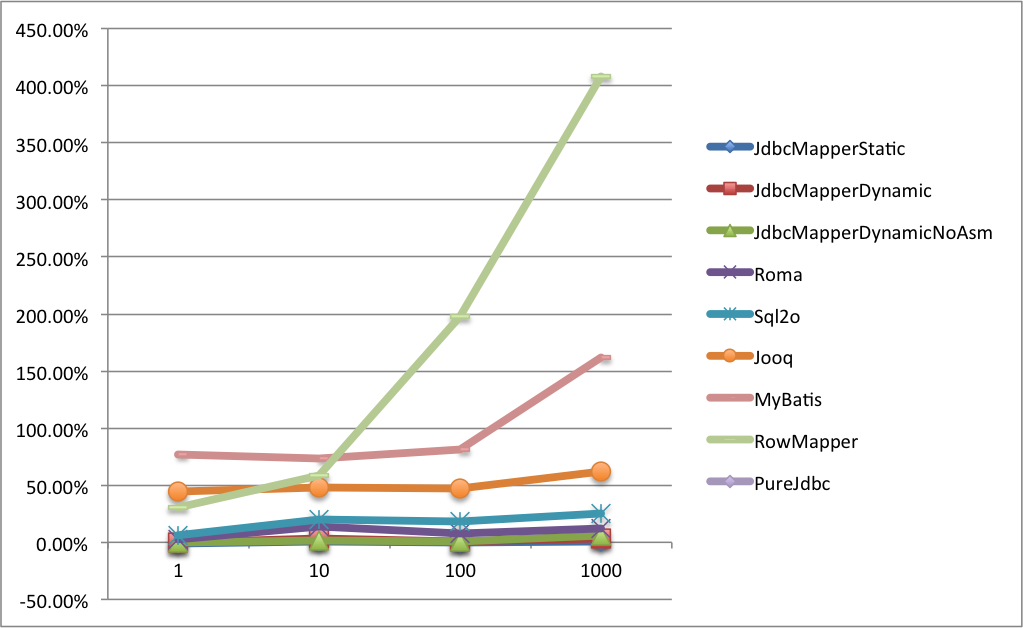 450.00%
400.00%
350.00%
300.00%
250.00%
200.00%
150.00%
100.00%
50.00%
0.00%
-50.00%
1 10 100 1000
JdbcMapperStatic
JdbcMapperDynamic
JdbcMapperDynamicNoAsm
Roma
Sql2o
Jooq
MyBatis
RowMapper
PureJdbc